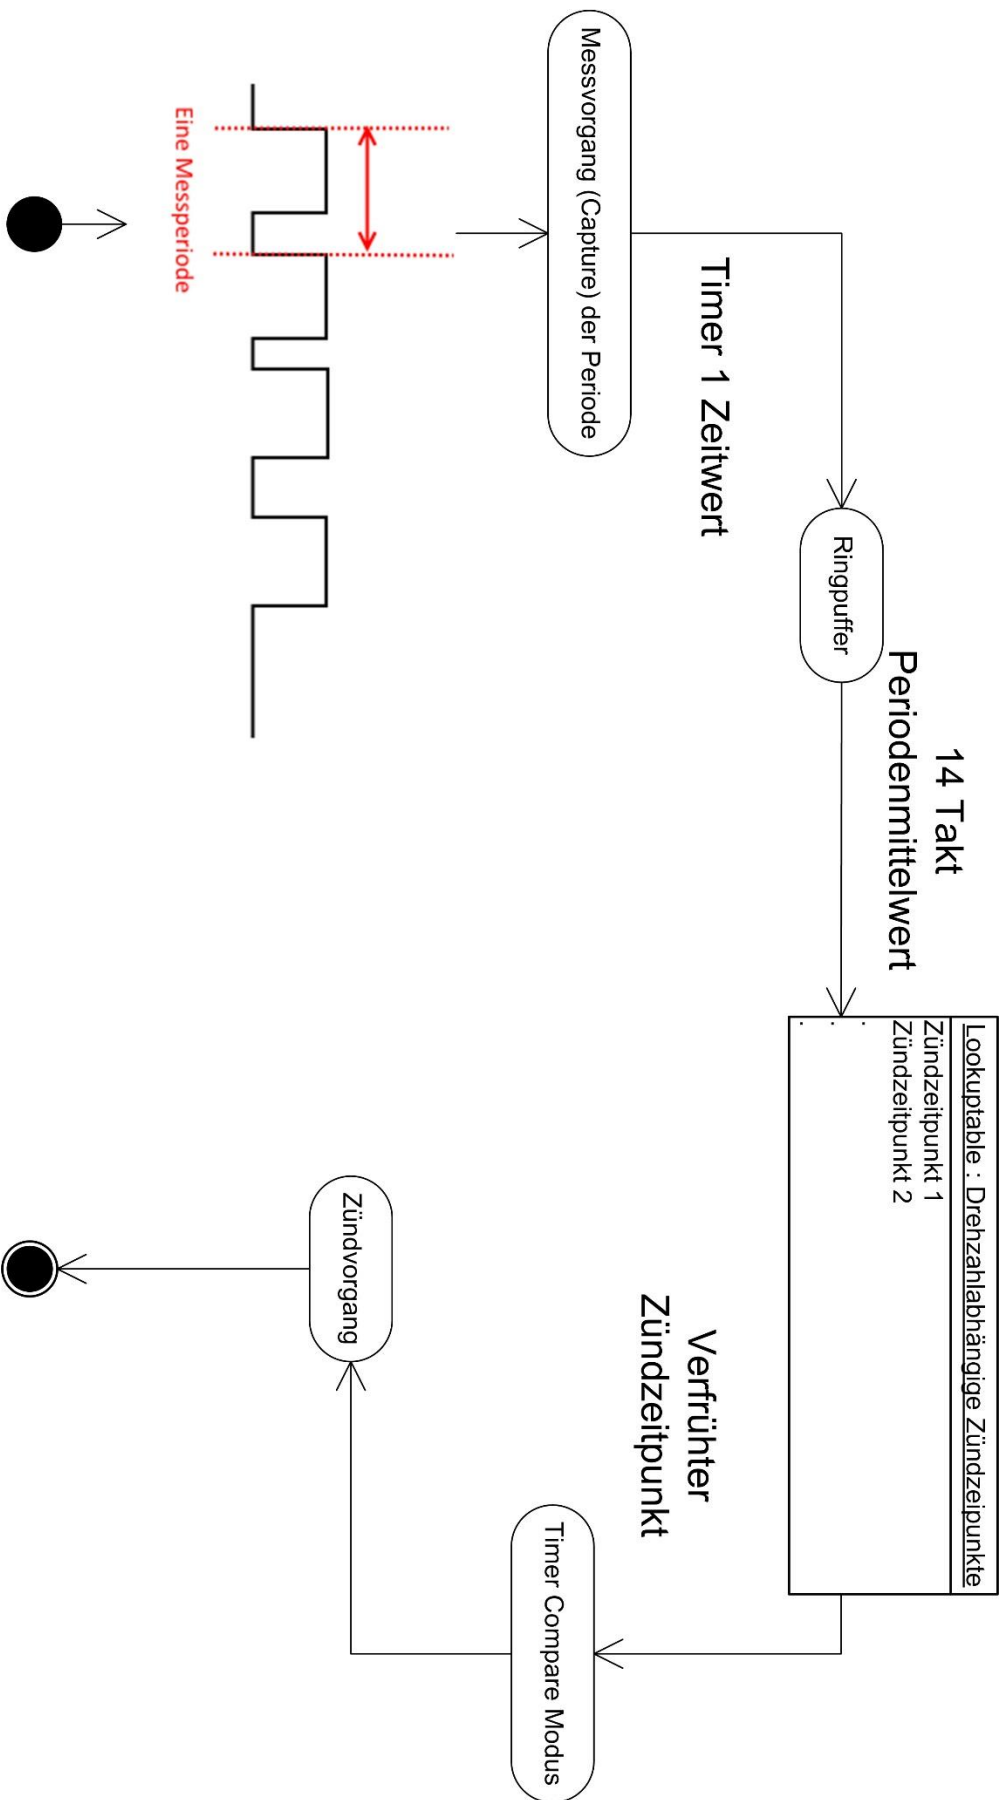 Eine Messperiode
Messvorgang (Capture) der Periode
Timer 1 Zeitwert
Ringpuffer
14 Takt
Periodenmittelwert
Lookuptable : Drehzahlabhängige Zündzeipunkte
Zündzeitpunkt 1
Zündzeitpunkt 2
.
.
.
Verfrühter
Zündzeitpunkt
Timer Compare Modus
Zündvorgang